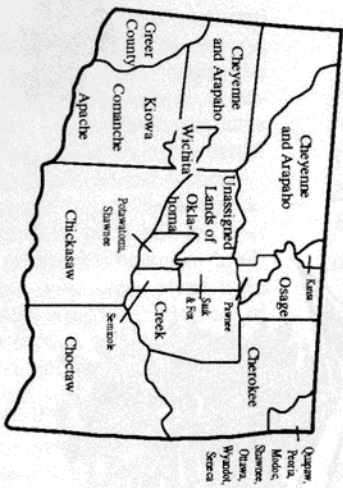 Cheyenne
and Arapaho
Kansa
Osage
Pawnee
Cherokee
Quapaw,
Peoria,
Modoc,
Shawnee,
Ottawa,
Wyandot,
Seneca
Cheyenne
and Arapaho
Unassigned
Lands of
Okla-
homa
Sauk
& Fox
Wichita
Creek
Greer
County
Kiowa
Comanche
Apache
Potawatomi,
Shawnee
Seminole
Chickasaw
Choctaw